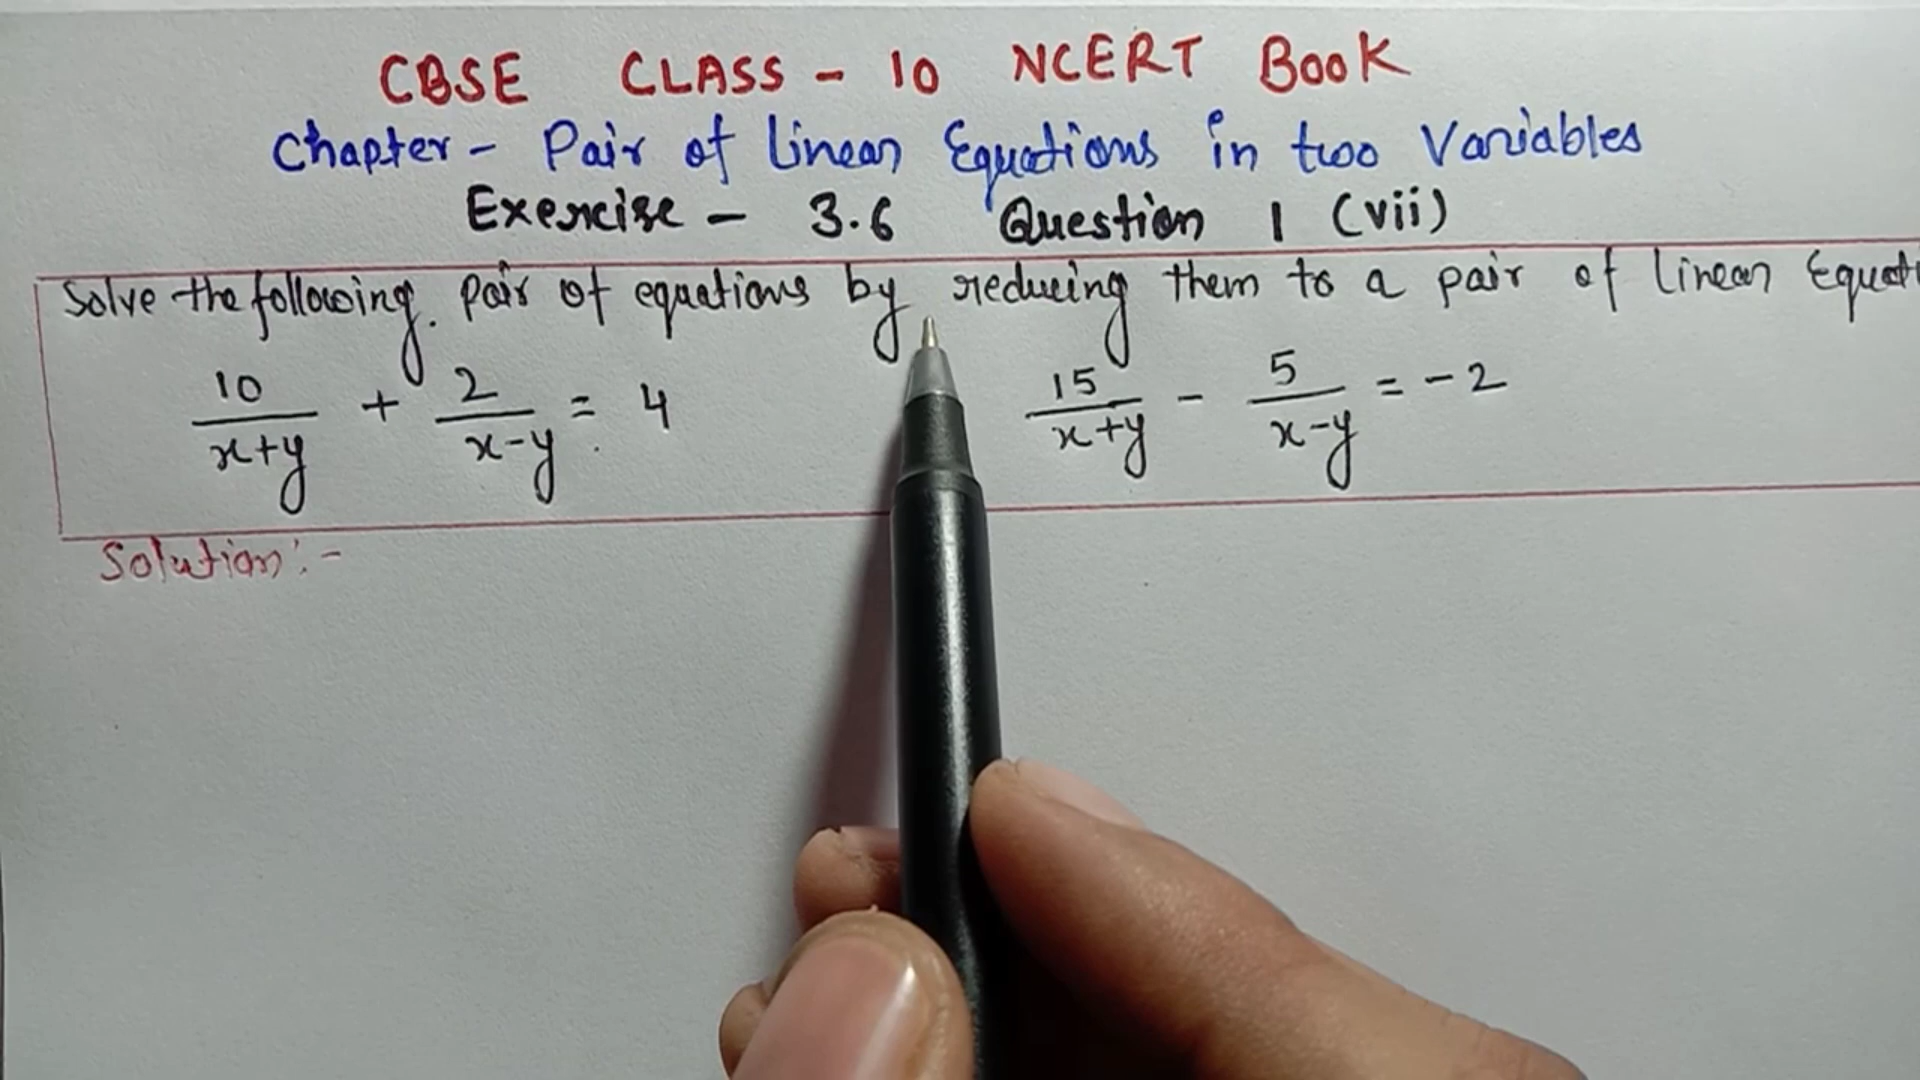 CBSE CLASS - 10 NCERT BOOK
Chapter - Pair of Linear Equations in two Variables
Exercise - 3.6 Question 1 (vii)
Solve the following. pair of equations by reducing them to a pair of linear Equati
10/(x+y) + 2/(x-y) = 4 15/(x+y) - 5/(x-y) = -2
Solution:-